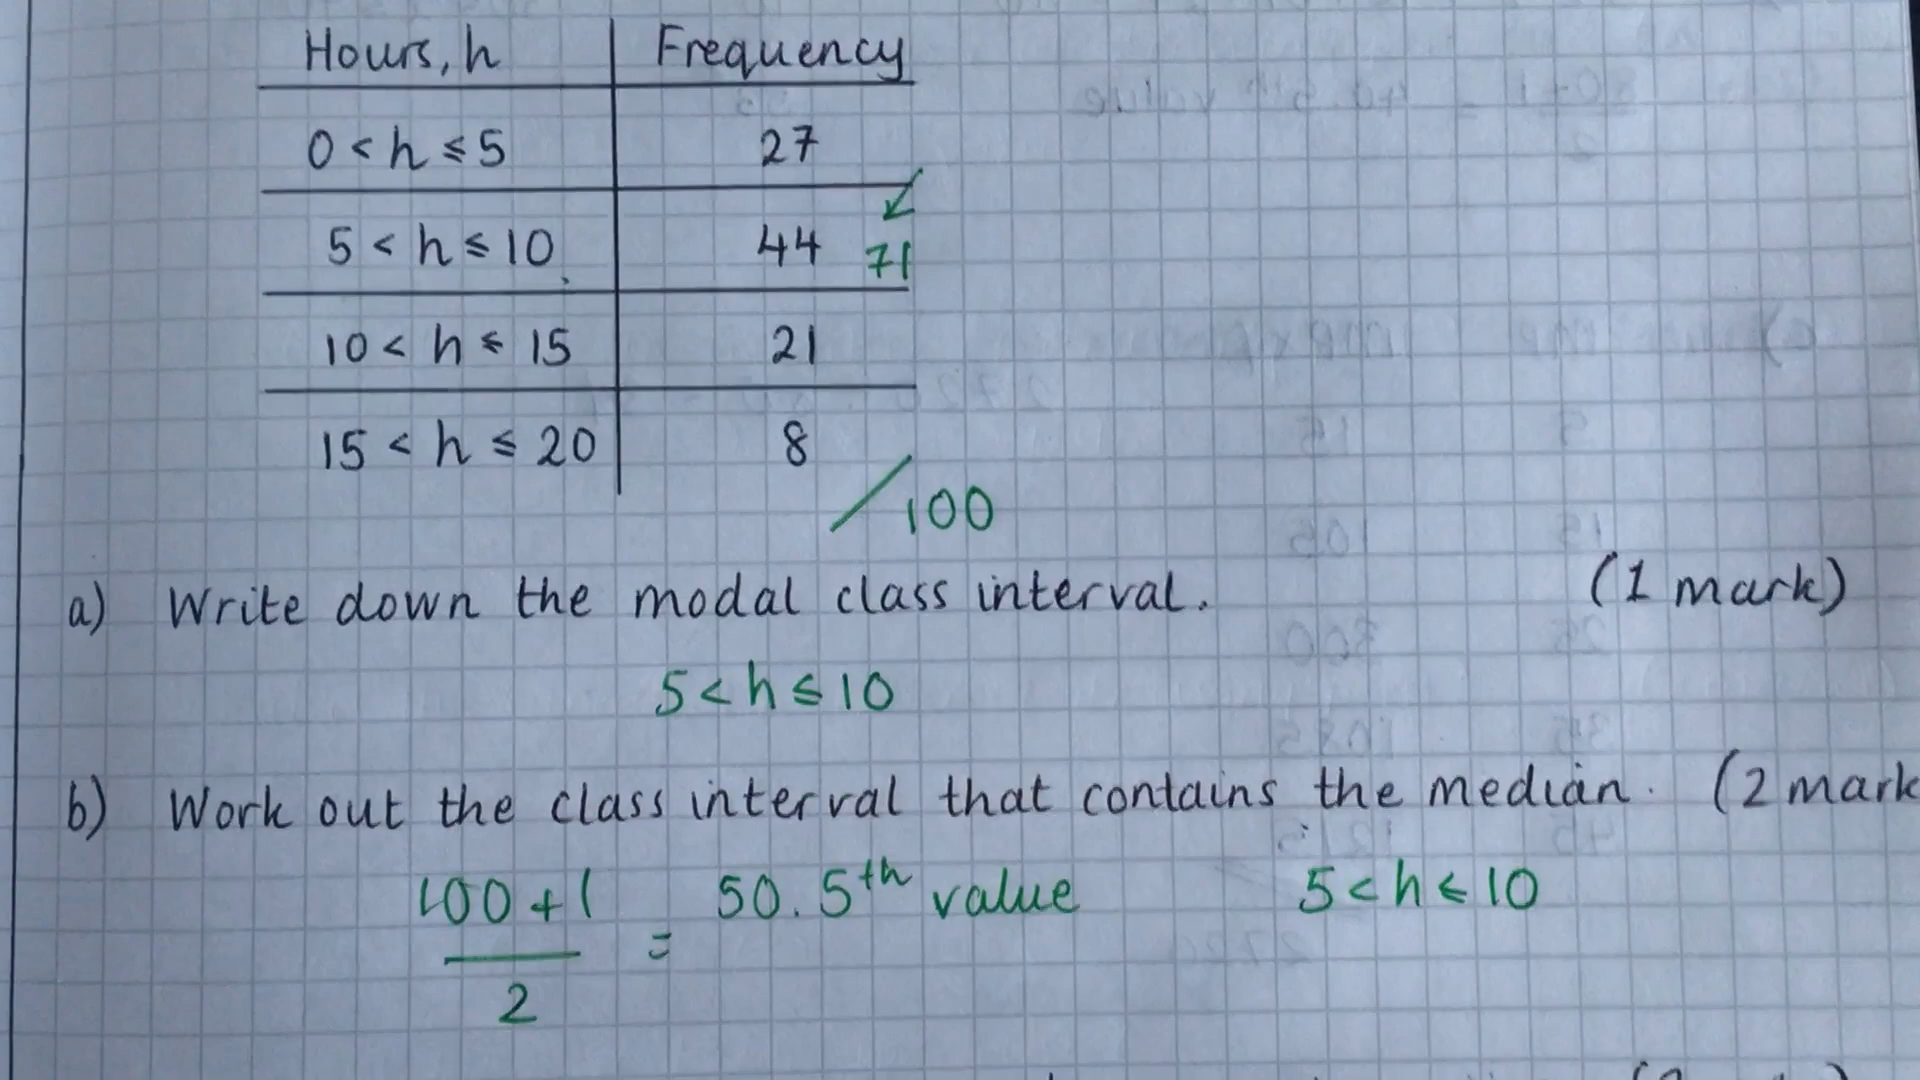 Hours, h Frequency
0 < h ≤ 5 27
5 < h ≤ 10 44 71
10 < h ≤ 15 21
15 < h ≤ 20 8
100
a) Write down the modal class interval. (1 mark)
5 < h ≤ 10
b) Work out the class interval that contains the median. (2 mark
100 + 1 = 50.5th value 5 < h ≤ 10
2